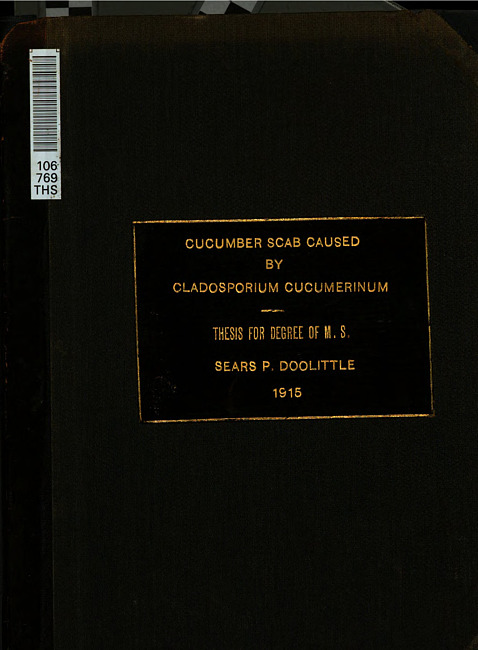 106
769
THS
CUCUMBER SCAB CAUSED
BY
CLADOSPORIUM CUCUMERINUM
THESIS FOR DEGREE OF M. S.
SEARS P. DOOLITTLE
1915